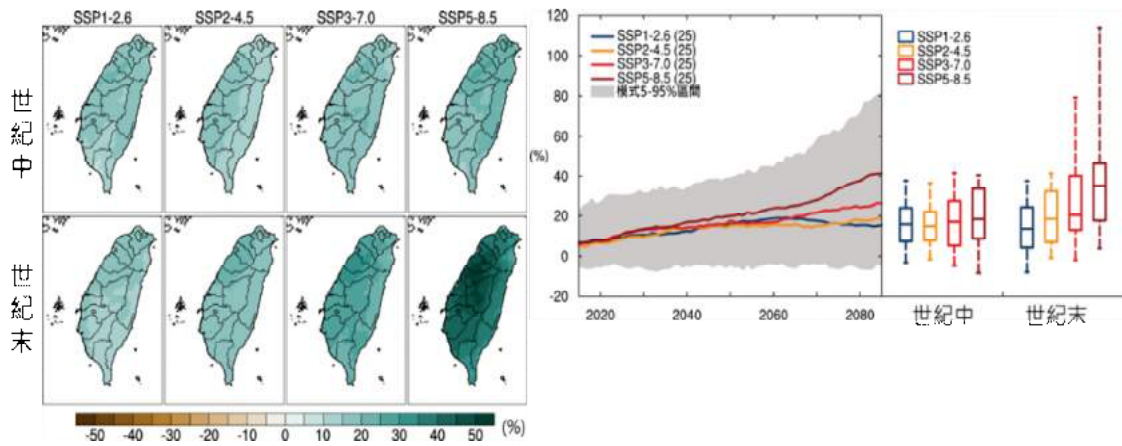 SSP1-2.6 SSP2-4.5 SSP3-7.0 SSP5-8.5
世紀中
世紀末
-50 -40 -30 -20 -10 0 10 20 30 40 50 (%)
120
100
80
60
40
20
0
-20
(%)
SSP1-2.6 (25)
SSP2-4.5 (25)
SSP3-7.0 (25)
SSP5-8.5 (25)
模式5-95%區間
2020 2040 2060 2080
SSP1-2.6
SSP2-4.5
SSP3-7.0
SSP5-8.5
世紀中 世紀末